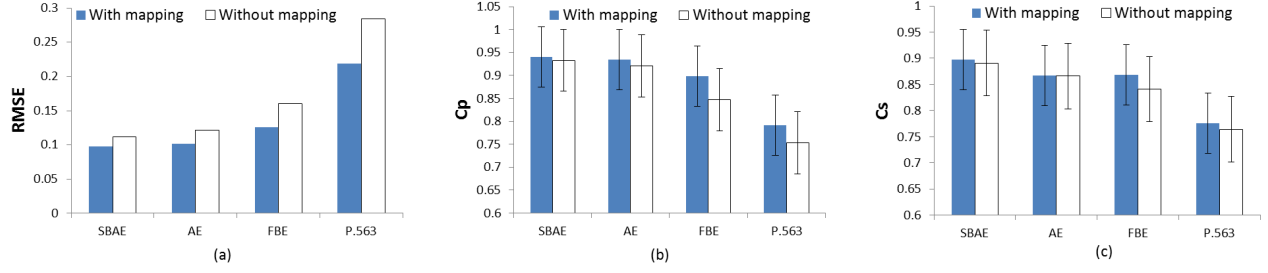 With mapping Without mapping
0.3
0.25
0.2
0.15
0.1
0.05
0
RMSE
SBAE AE FBE P.563
(a)
With mapping Without mapping
1
0.95
0.9
0.85
0.8
0.75
0.7
0.65
0.6
Cp
SBAE AE FBE P.563
(b)
With mapping Without mapping
1
0.95
0.9
0.85
0.8
0.75
0.7
0.65
0.6
Cs
SBAE AE FBE P.563
(c)